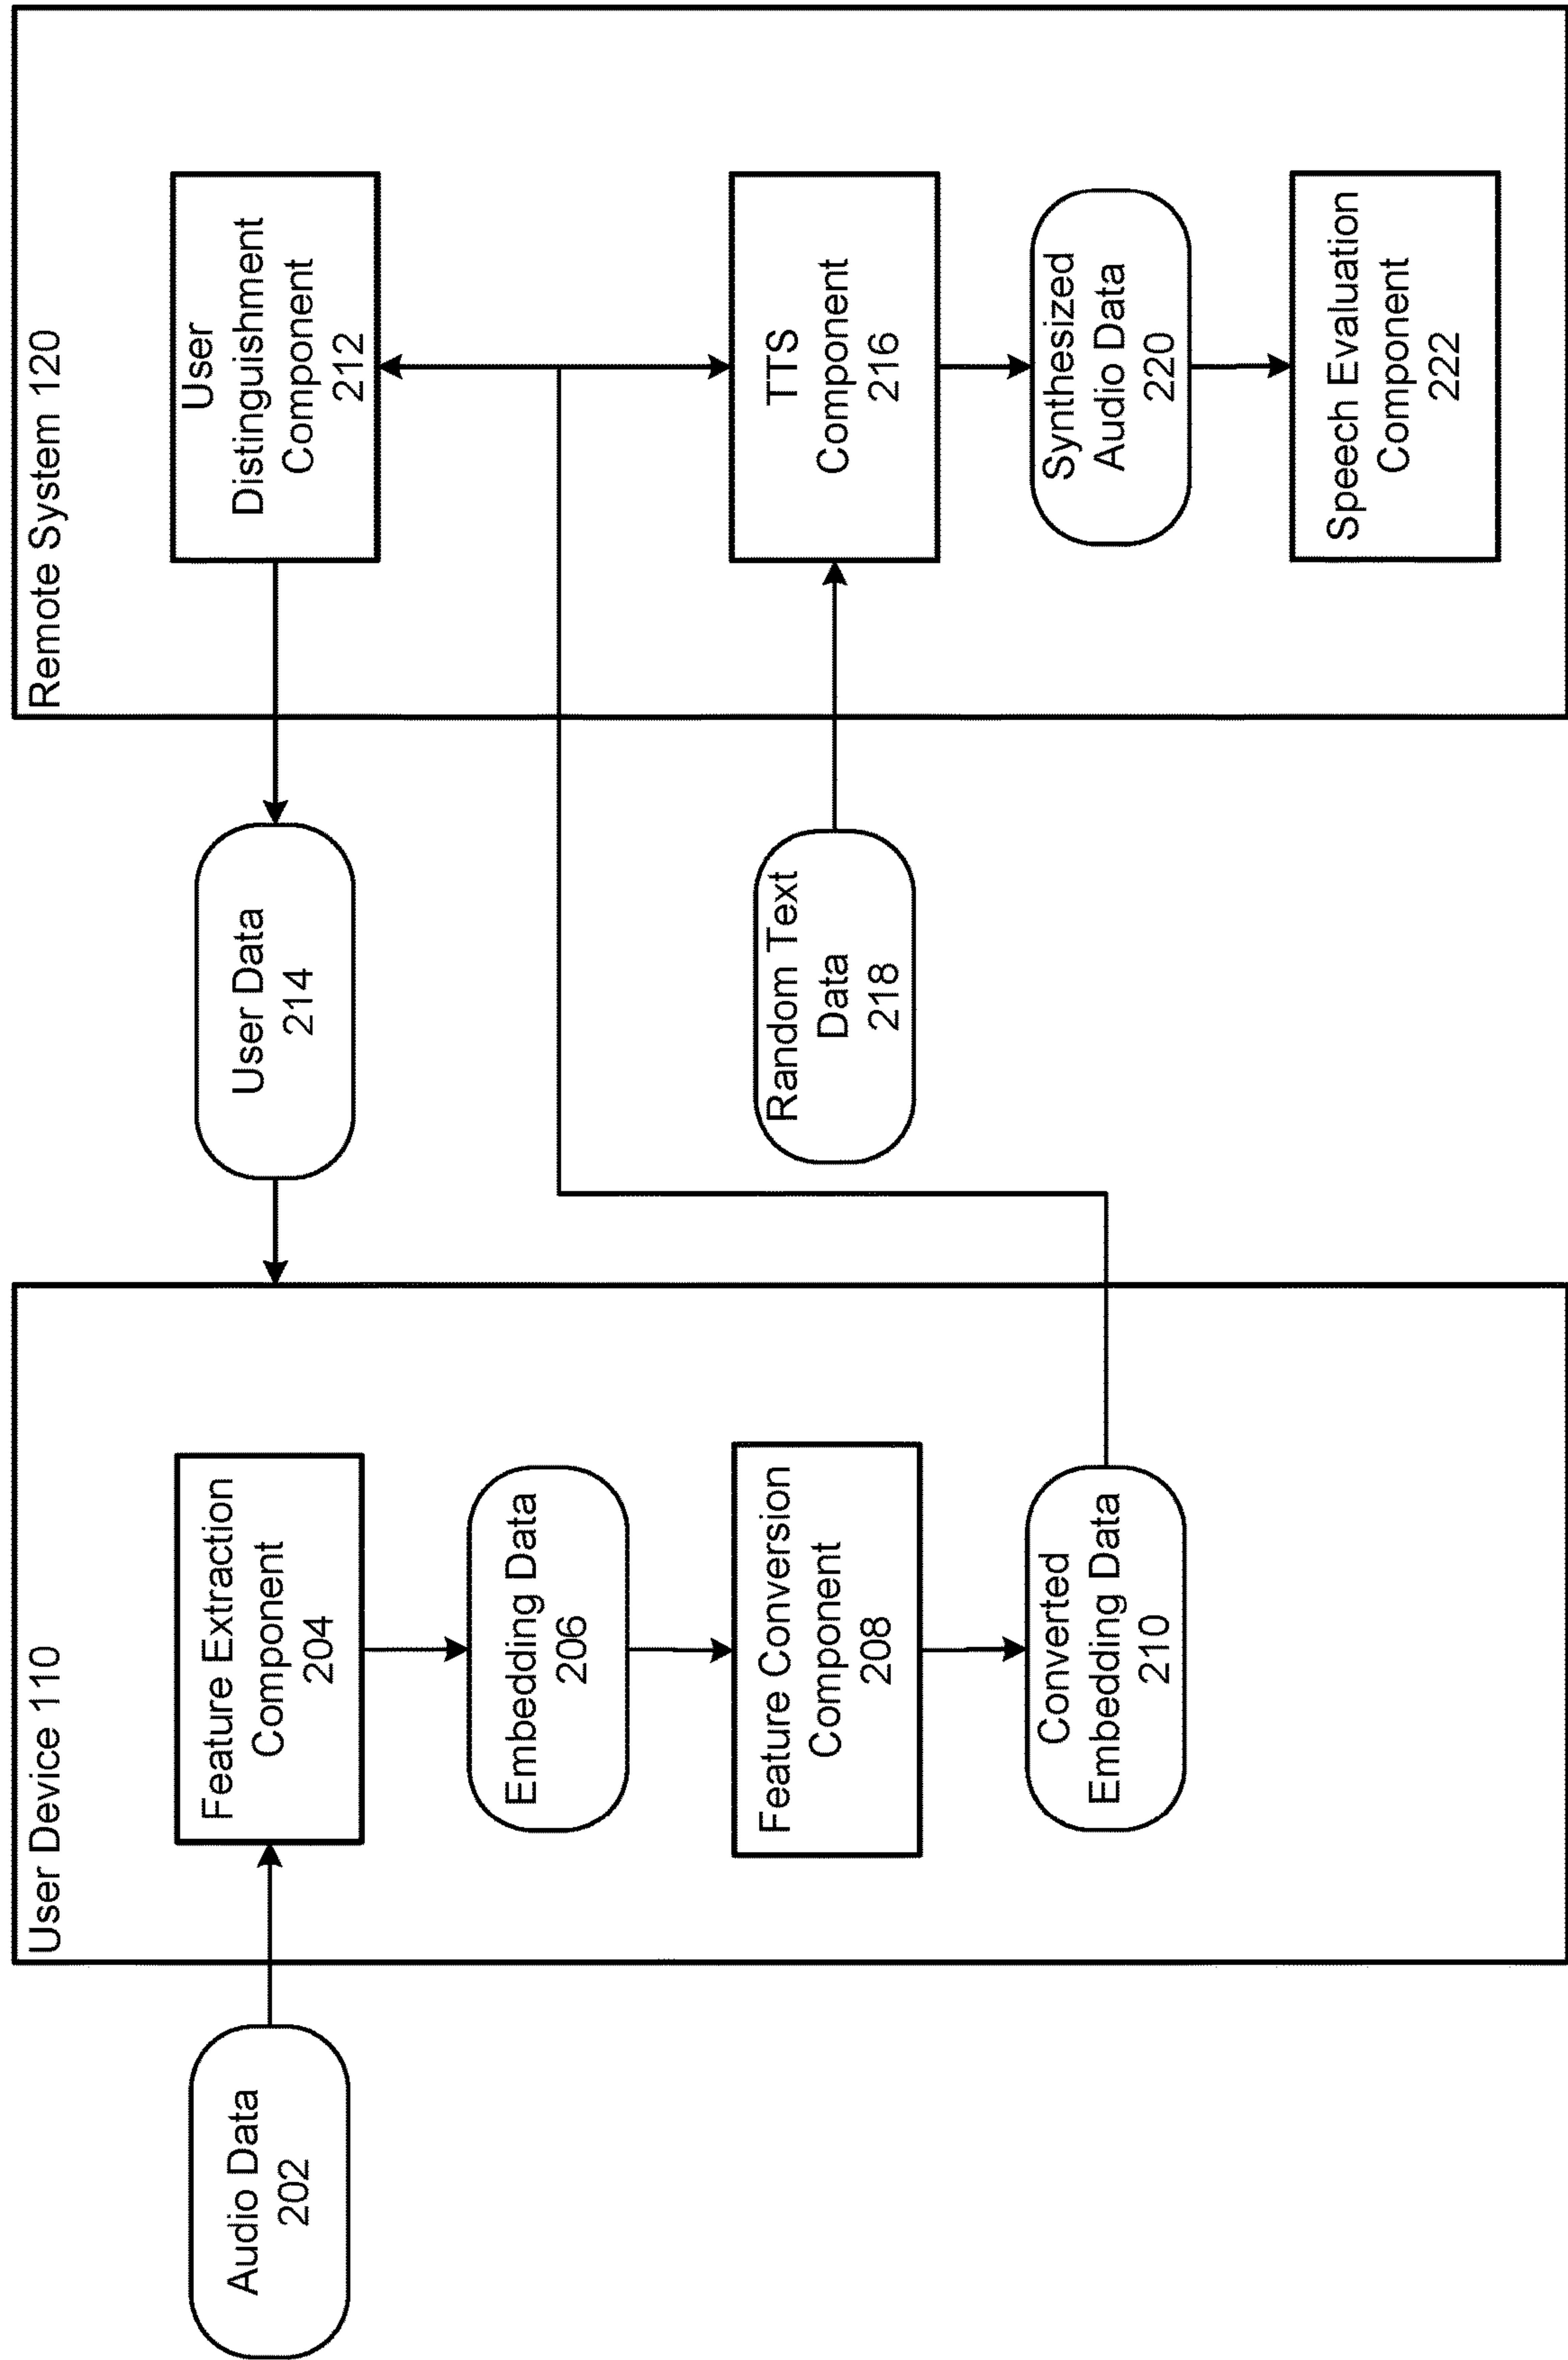 Audio Data
202
User Device 110
Feature Extraction
Component
204
Embedding Data
206
Feature Conversion
Component
208
Converted
Embedding Data
210
User Data
214
Random Text
Data
218
Remote System 120
User
Distinguishment
Component
212
TTS
Component
216
Synthesized
Audio Data
220
Speech Evaluation
Component
222